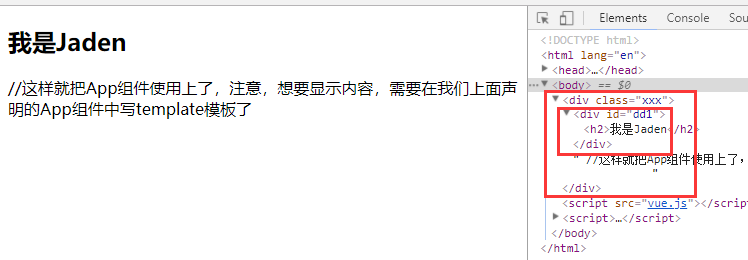 我是Jaden
//这样就把App组件使用上了，注意，想要显示内容，需要在我们上面声
明的App组件中写template模板了
Elements Console Sour
<!DOCTYPE html>
<html lang="en">
<head>…</head>
<body> == $0
<div class="xxx">
<div id="dd1">
<h2>我是Jaden</h2>
</div>
" //这样就把App组件使用上了，
"
</div>
<script src="vue.js"></script>
<script>…</script>
</body>
</html>